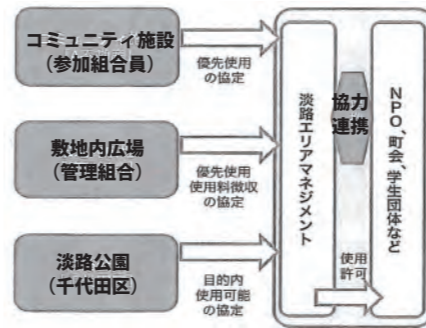 コミュニティ施設
(参加組合員)
優先使用
の協定
敷地内広場
(管理組合)
優先使用
使用料徴収
の協定
淡路公園
(千代田区)
目的内
使用可能
の協定
淡路エリアマネジメント
協力
連携
使用
許可
NPO、町会、学生団体など